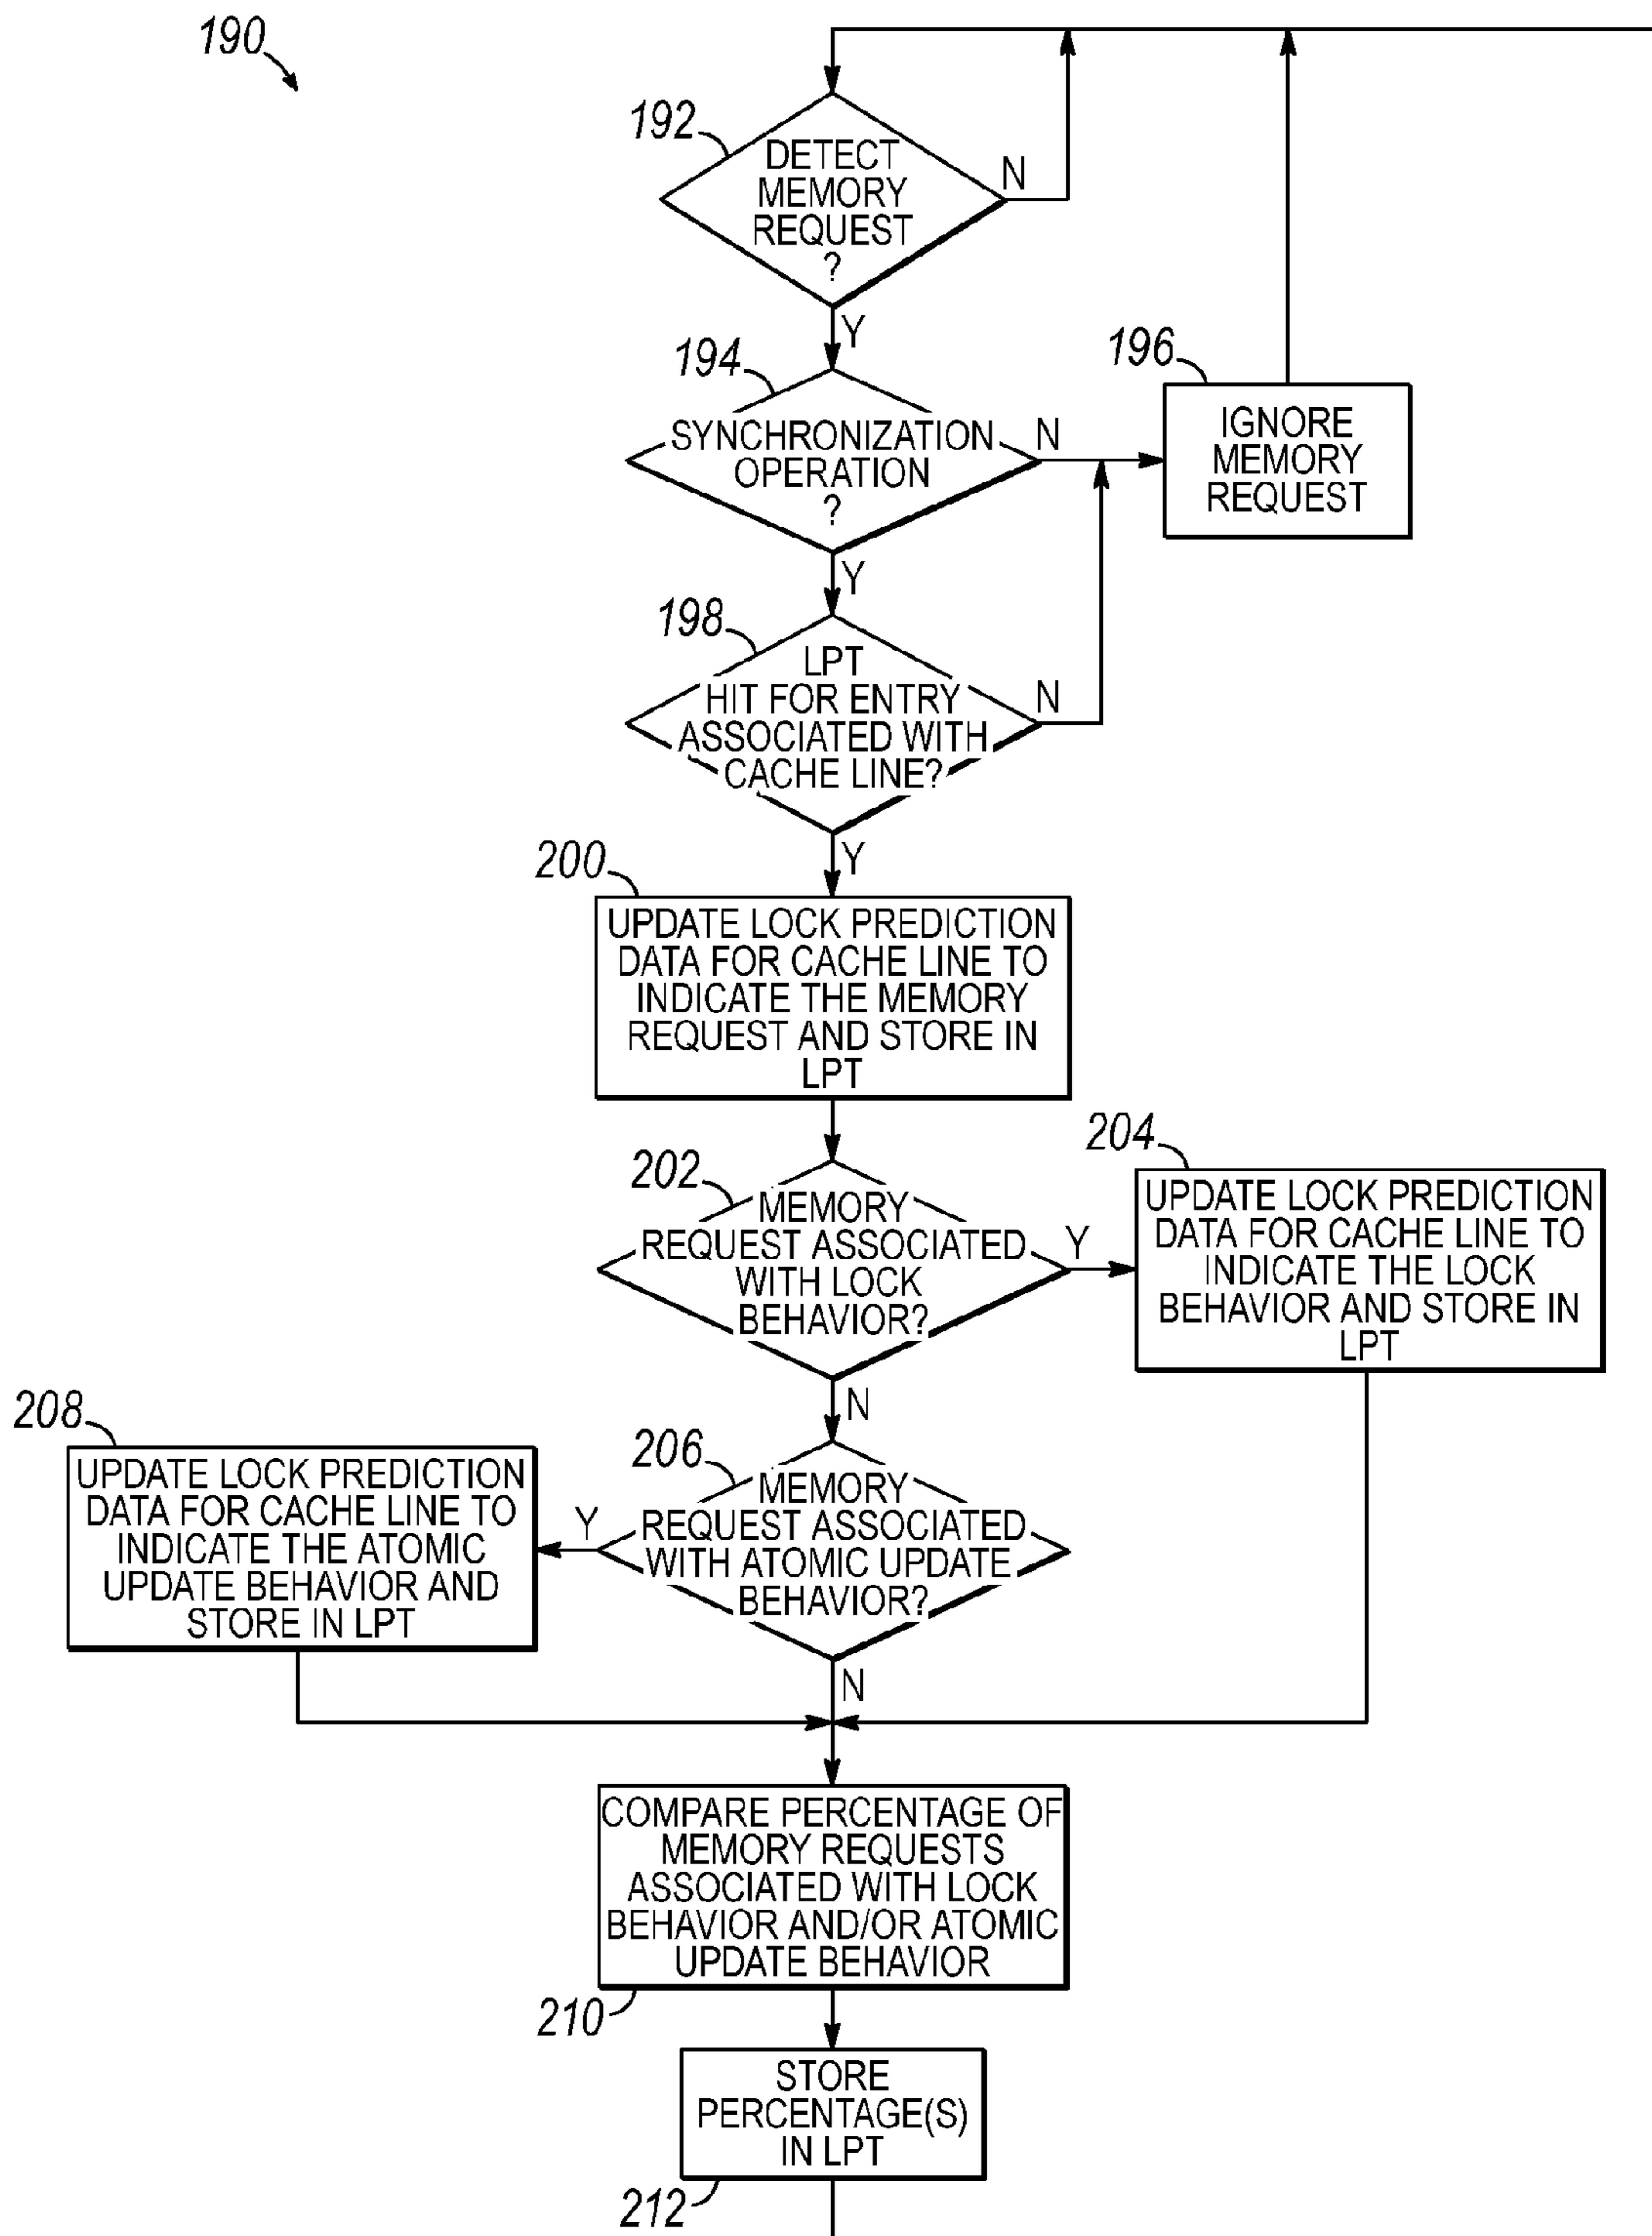 190
192
DETECT
MEMORY
REQUEST
?
N
Y
194
SYNCHRONIZATION
OPERATION
?
N
196
IGNORE
MEMORY
REQUEST
Y
198
LPT
HIT FOR ENTRY
ASSOCIATED WITH
CACHE LINE?
N
Y
200
UPDATE LOCK PREDICTION
DATA FOR CACHE LINE TO
INDICATE THE MEMORY
REQUEST AND STORE IN
LPT
202
MEMORY
REQUEST ASSOCIATED
WITH LOCK
BEHAVIOR?
Y
204
UPDATE LOCK PREDICTION
DATA FOR CACHE LINE TO
INDICATE THE LOCK
BEHAVIOR AND STORE IN
LPT
N
206
MEMORY
REQUEST ASSOCIATED
WITH ATOMIC UPDATE
BEHAVIOR?
Y
208
UPDATE LOCK PREDICTION
DATA FOR CACHE LINE TO
INDICATE THE ATOMIC
UPDATE BEHAVIOR AND
STORE IN LPT
N
COMPARE PERCENTAGE OF
MEMORY REQUESTS
ASSOCIATED WITH LOCK
BEHAVIOR AND/OR ATOMIC
UPDATE BEHAVIOR
210
STORE
PERCENTAGE(S)
IN LPT
212